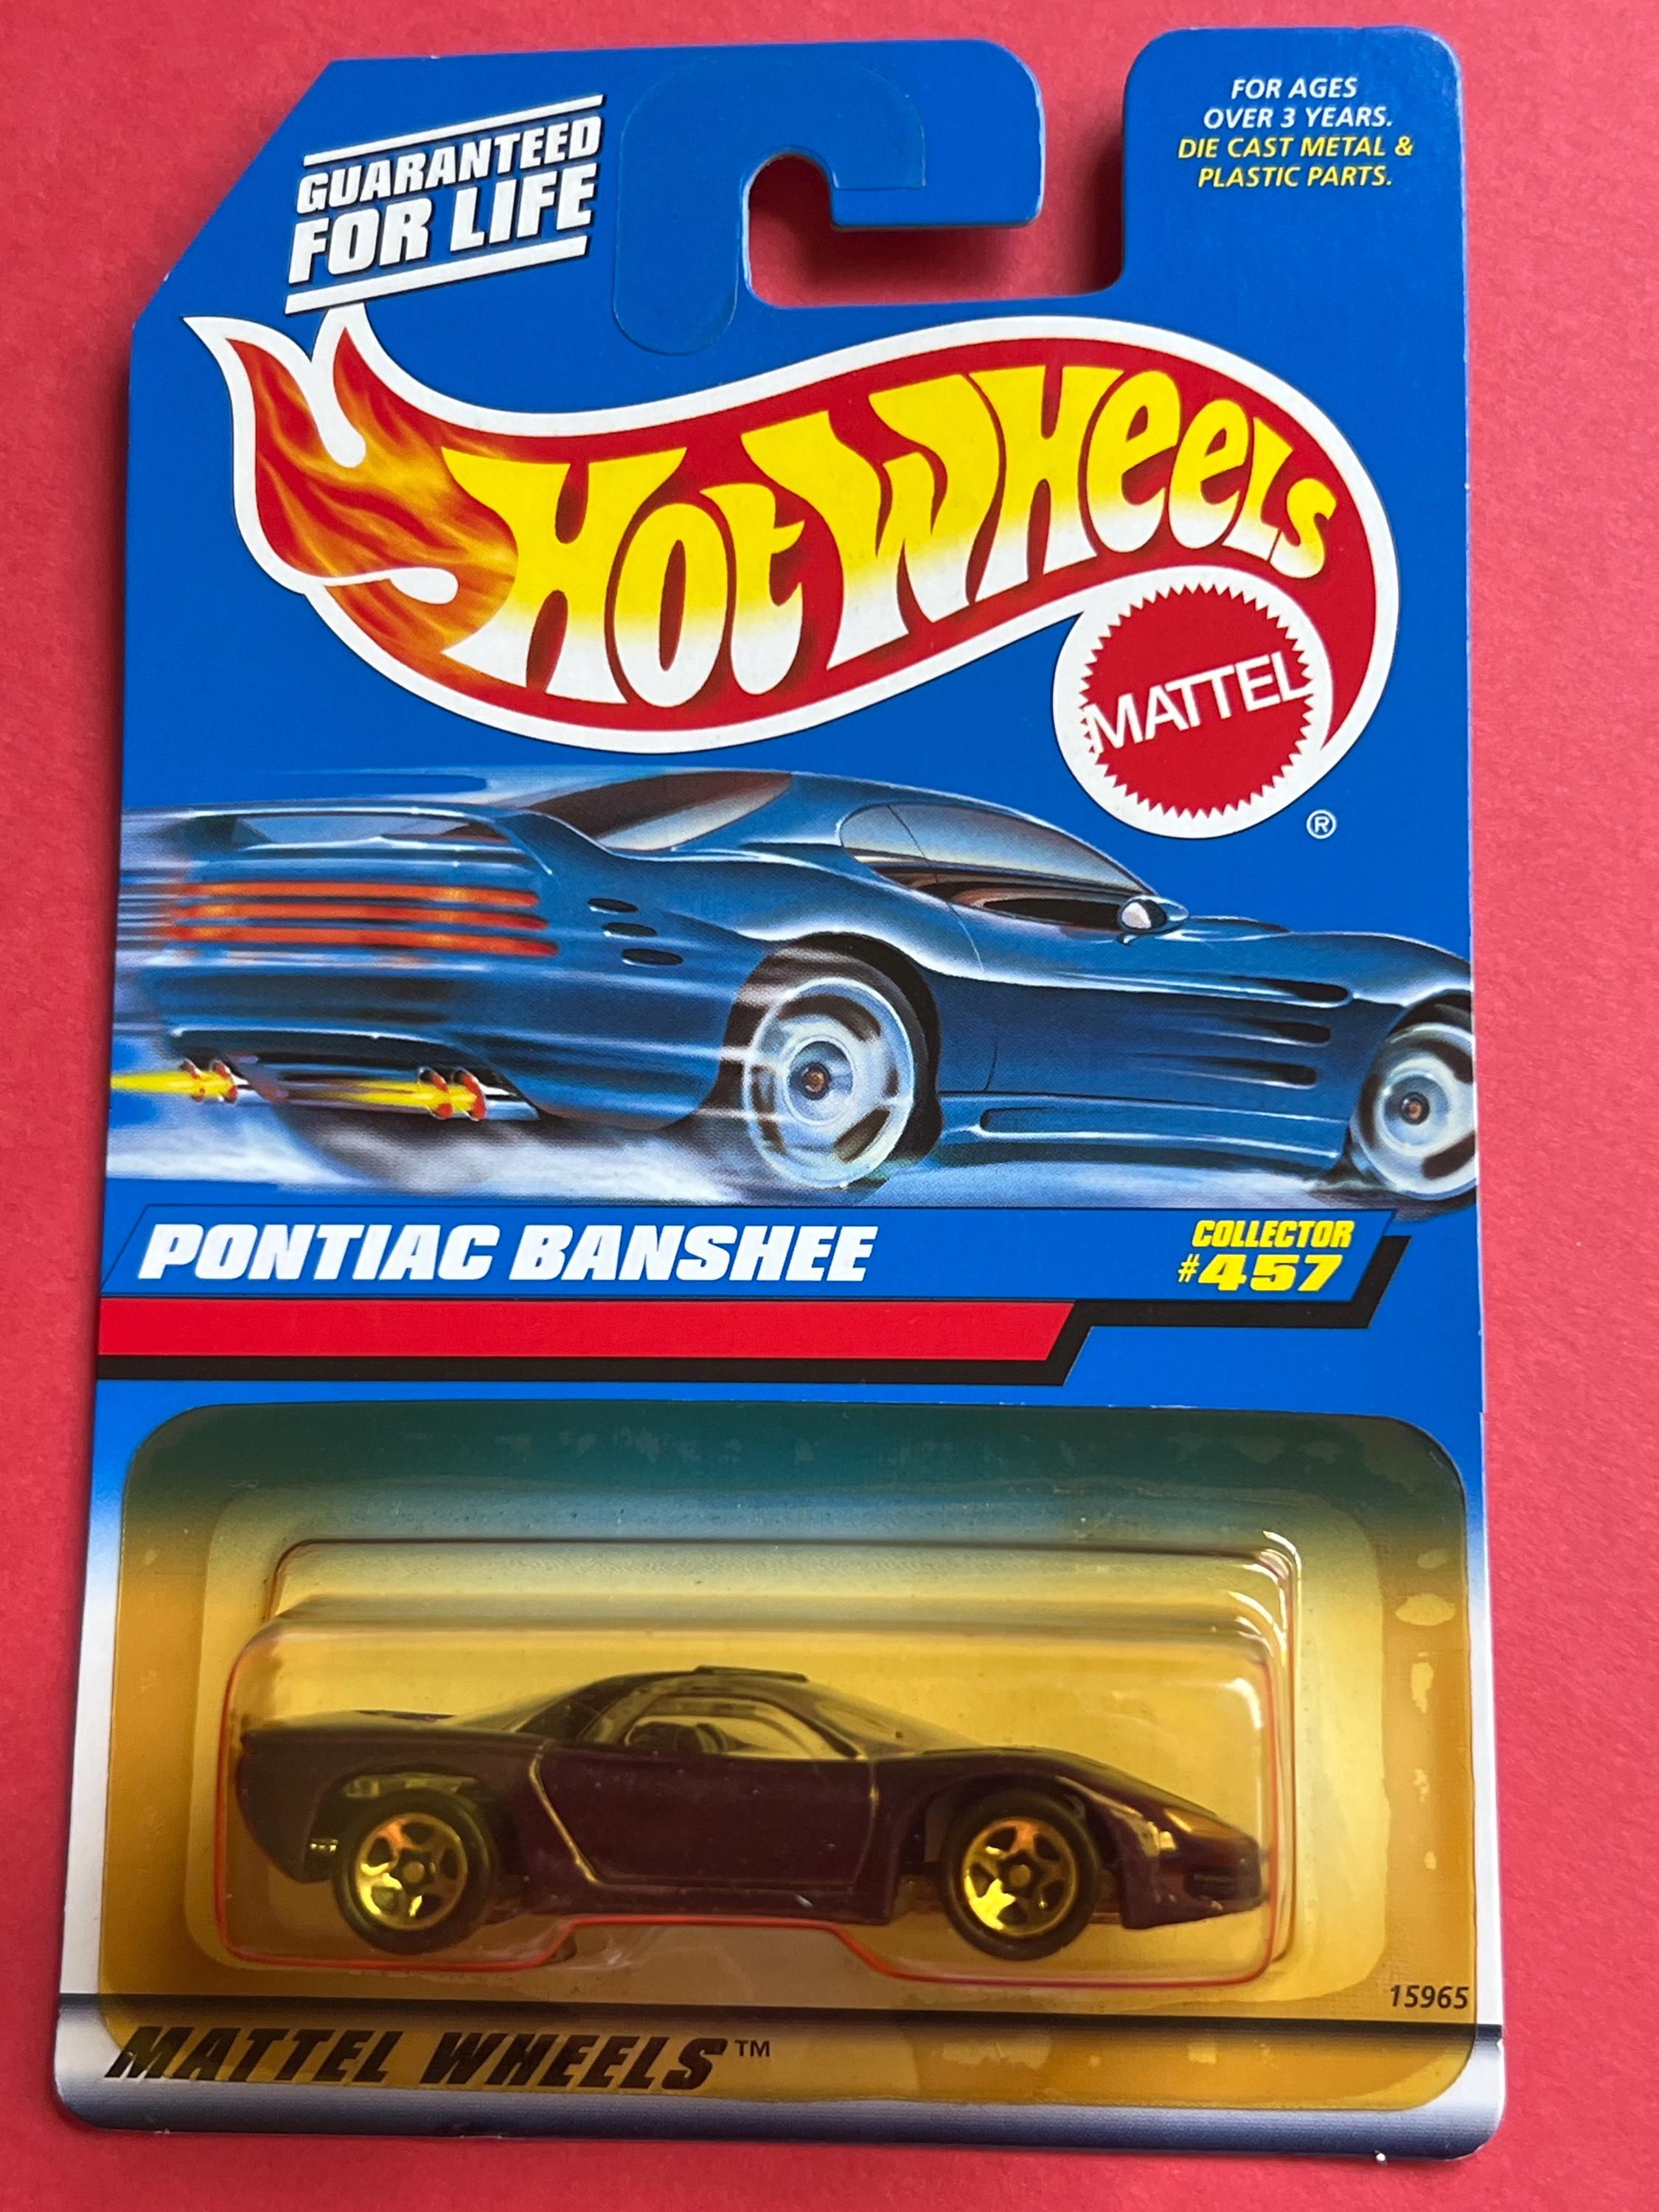 GUARANTEED
FOR LIFE
FOR AGES
OVER 3 YEARS.
DIE CAST METAL &
PLASTIC PARTS.
HOT WHEELS
MATTEL
®
PONTIAC BANSHEE
COLLECTOR
#457
15965
MATTEL WHEELS™